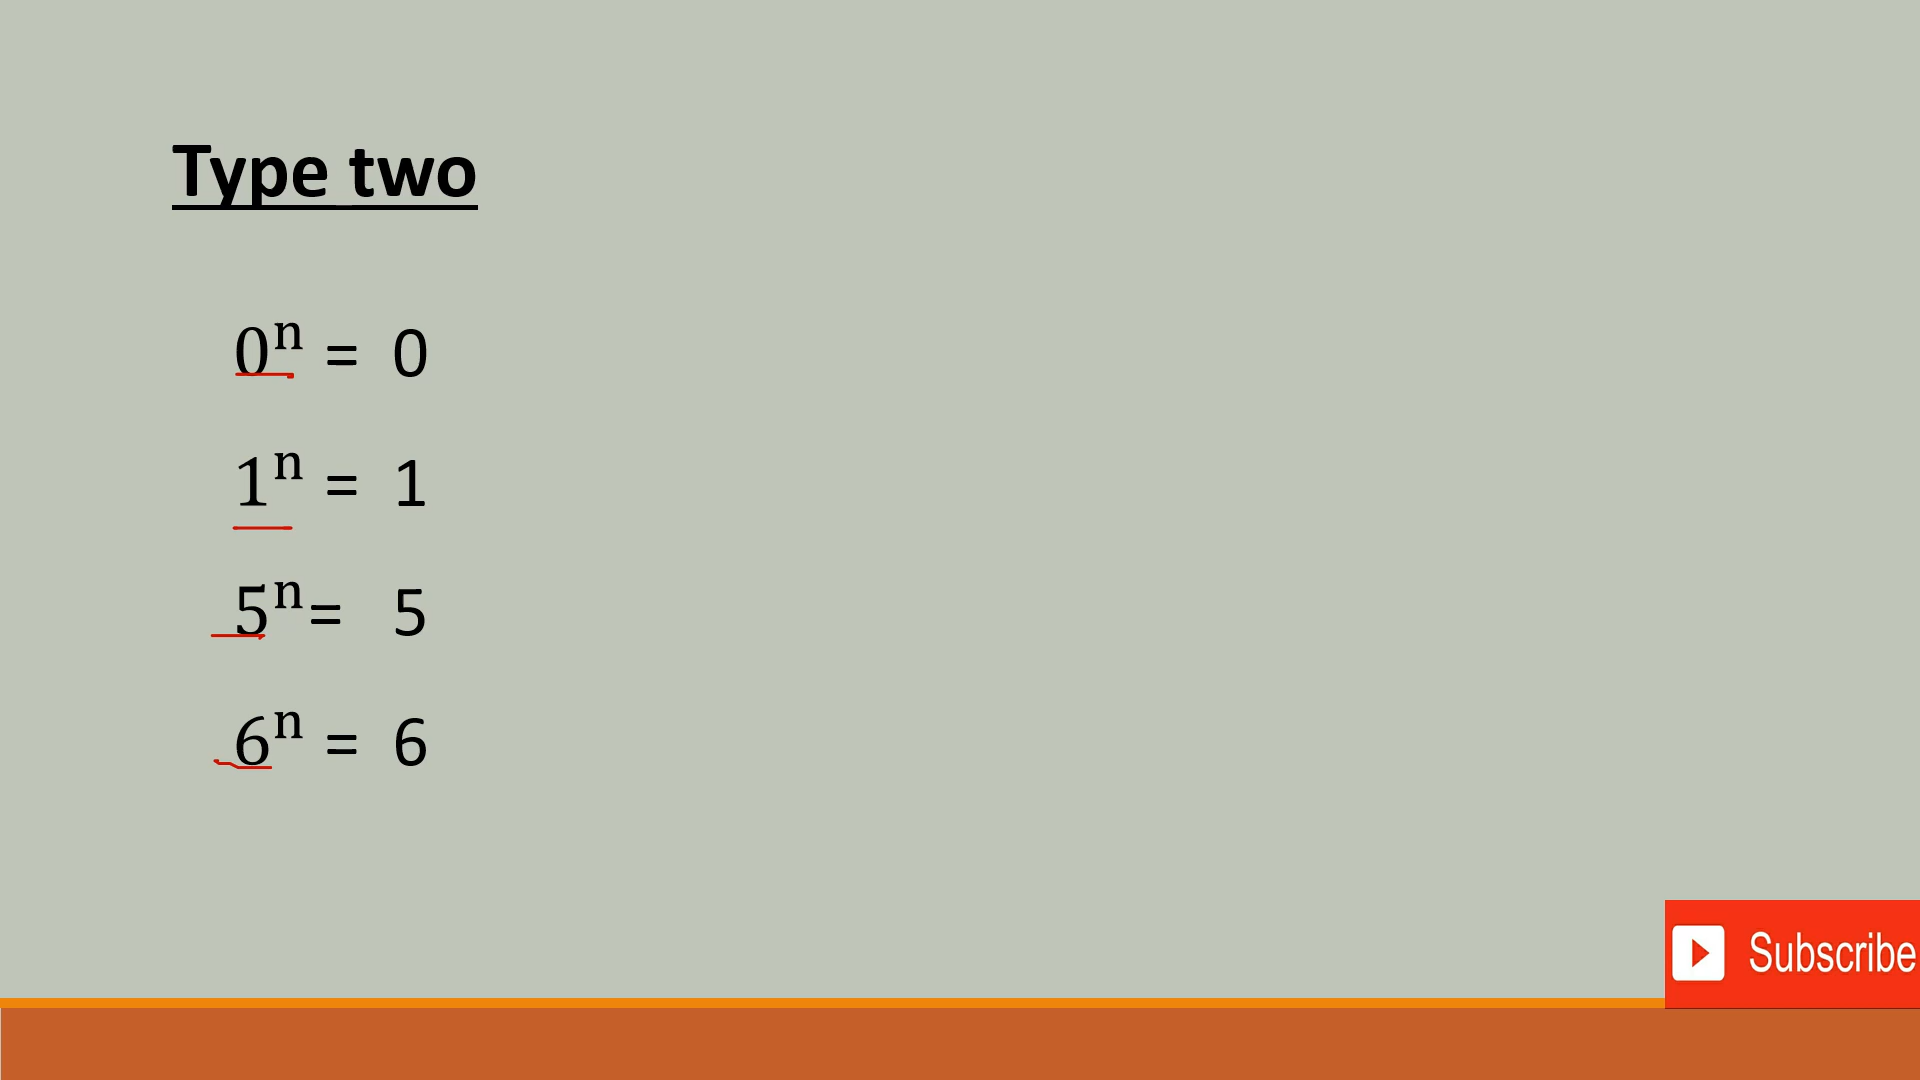 Type two
0ⁿ = 0
1ⁿ = 1
5ⁿ= 5
6ⁿ = 6
Subscribe